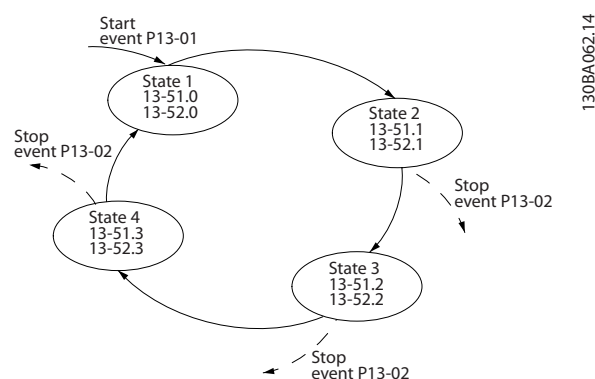 Start
event P13-01
State 1
13-51.0
13-52.0
State 2
13-51.1
13-52.1
Stop
event P13-02
State 3
13-51.2
13-52.2
Stop
event P13-02
State 4
13-51.3
13-52.3
Stop
event P13-02
130BA062.14